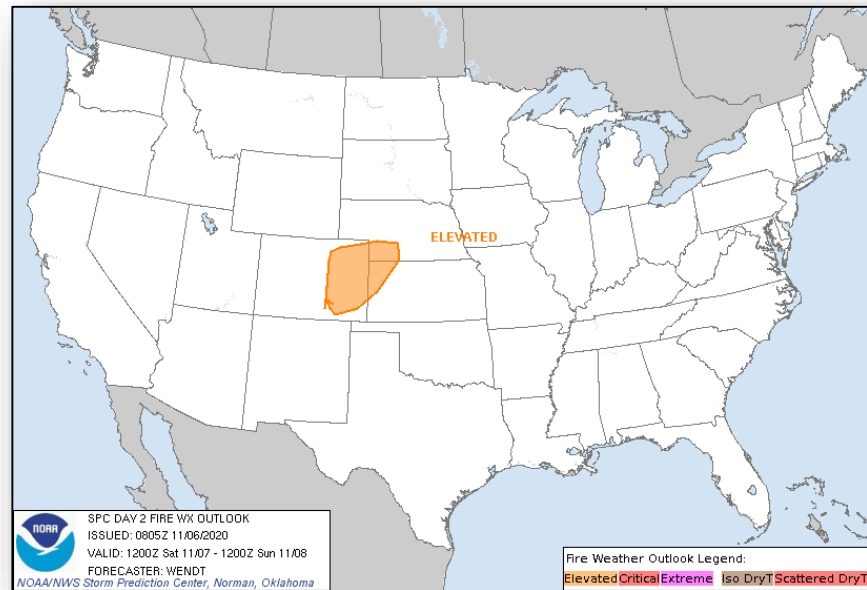 ELEVATED
NOAA
SPC DAY 2 FIRE WX OUTLOOK
ISSUED: 0805Z 11/06/2020
VALID: 1200Z Sat 11/07 - 1200Z Sun 11/08
FORECASTER: WENDT
NOAA/NWS Storm Prediction Center, Norman, Oklahoma
Fire Weather Outlook Legend:
Elevated Critical Extreme Iso DryT Scattered DryT